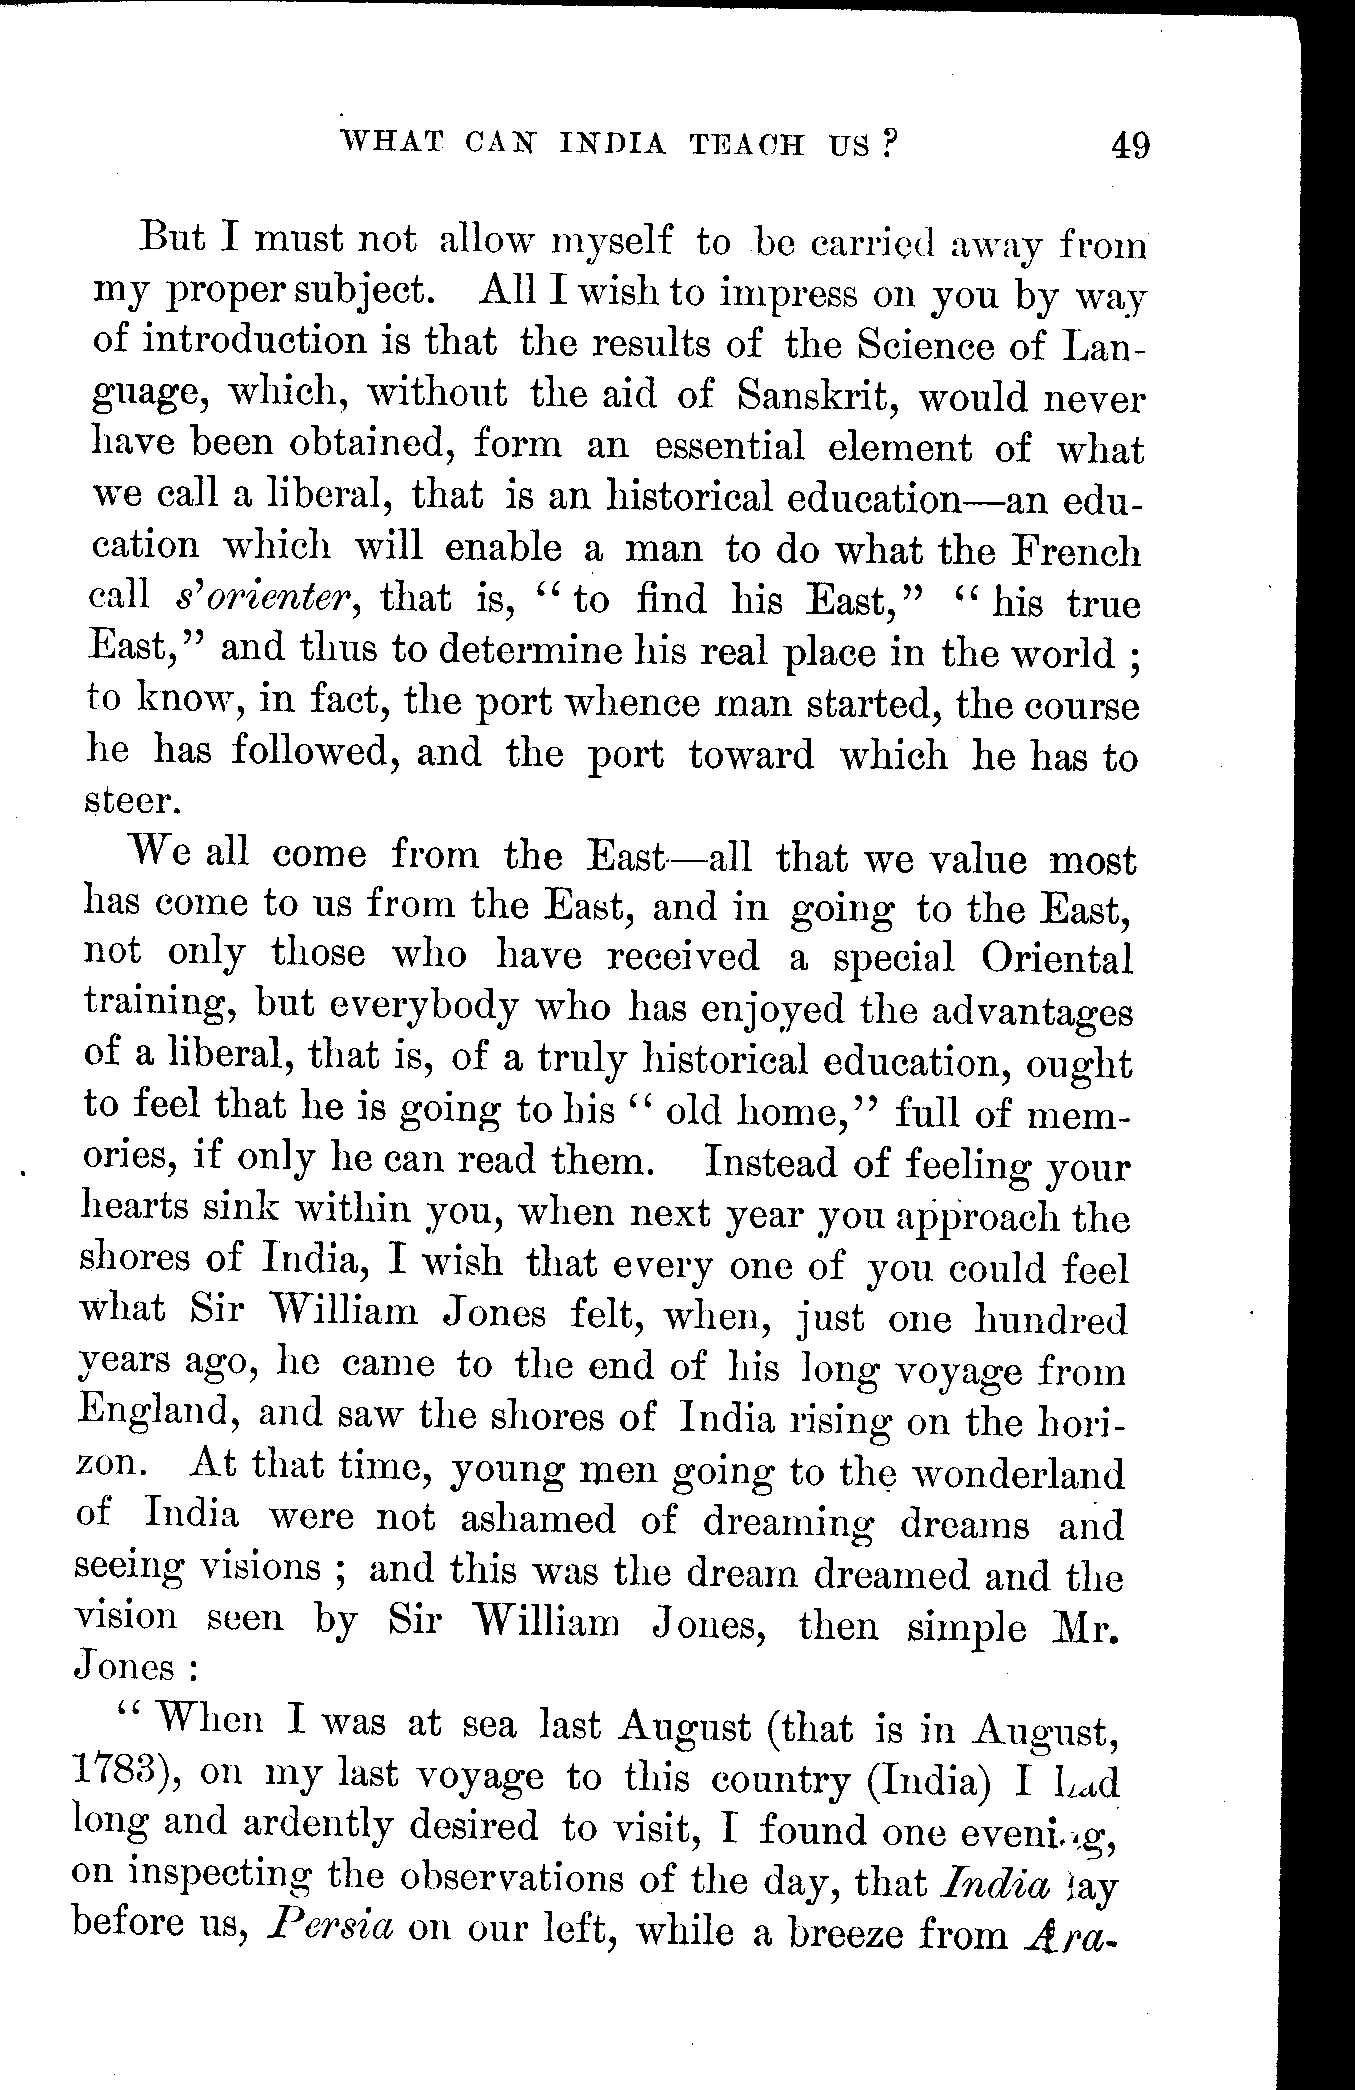 WHAT CAN INDIA TEACH US? 49
But I must not allow myself to be carried away from
my proper subject. All I wish to impress on you by way
of introduction is that the results of the Science of Lan-
guage, which, without the aid of Sanskrit, would never
have been obtained, form an essential element of what
we call a liberal, that is an historical education—an edu-
cation which will enable a man to do what the French
call s'orienter, that is, "to find his East," "his true
East," and thus to determine his real place in the world;
to know, in fact, the port whence man started, the course
he has followed, and the port toward which he has to
steer.
We all come from the East—all that we value most
has come to us from the East, and in going to the East,
not only those who have received a special Oriental
training, but everybody who has enjoyed the advantages
of a liberal, that is, of a truly historical education, ought
to feel that he is going to his "old home," full of mem-
ories, if only he can read them. Instead of feeling your
hearts sink within you, when next year you approach the
shores of India, I wish that every one of you could feel
what Sir William Jones felt, when, just one hundred
years ago, he came to the end of his long voyage from
England, and saw the shores of India rising on the hori-
zon. At that time, young men going to the wonderland
of India were not ashamed of dreaming dreams and
seeing visions; and this was the dream dreamed and the
vision seen by Sir William Jones, then simple Mr.
Jones:
"When I was at sea last August (that is in August,
1783), on my last voyage to this country (India) I had
long and ardently desired to visit, I found one evening,
on inspecting the observations of the day, that India lay
before us, Persia on our left, while a breeze from Ara-